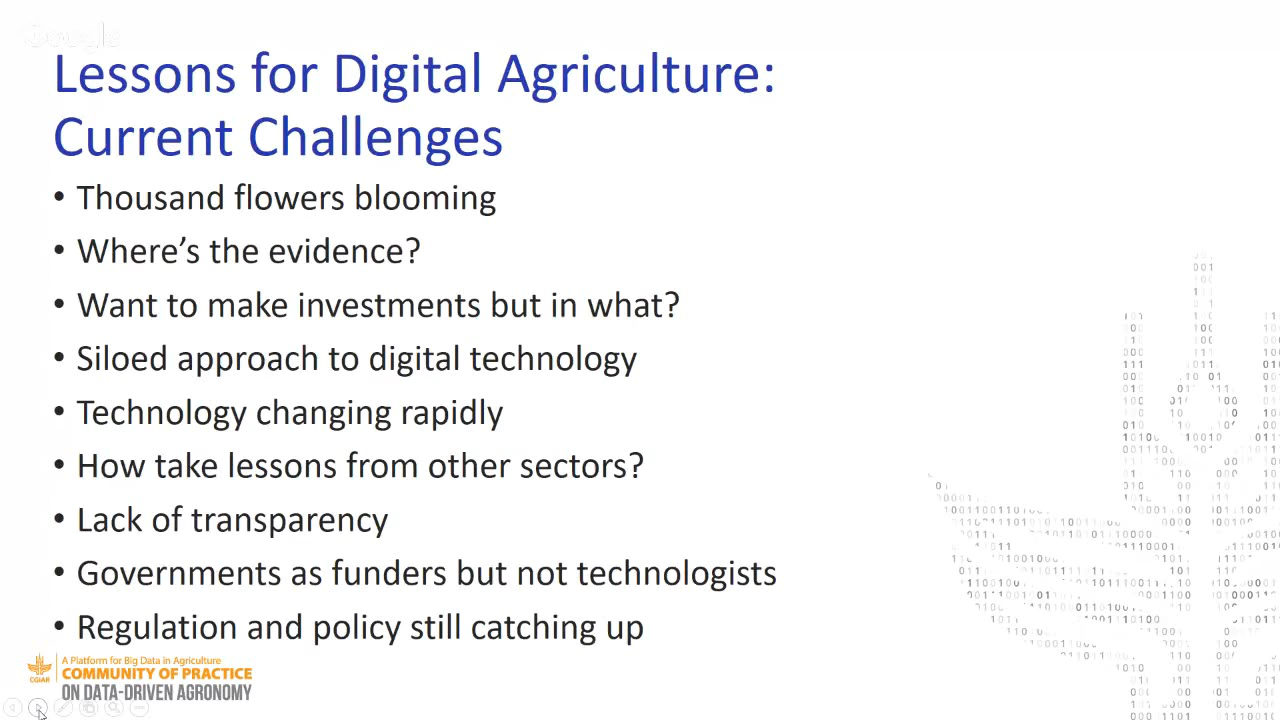 Google
Lessons for Digital Agriculture:
Current Challenges
• Thousand flowers blooming
• Where’s the evidence?
• Want to make investments but in what?
• Siloed approach to digital technology
• Technology changing rapidly
• How take lessons from other sectors?
• Lack of transparency
• Governments as funders but not technologists
• Regulation and policy still catching up
A Platform for Big Data in Agriculture
COMMUNITY OF PRACTICE
CGIAR
ON DATA-DRIVEN AGRONOMY